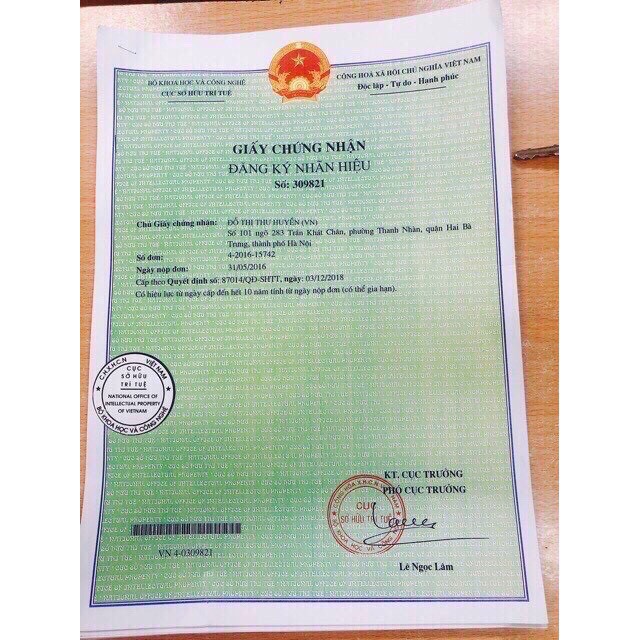 BỘ KHOA HỌC VÀ CÔNG NGHỆ
CỤC SỞ HỮU TRÍ TUỆ
CỘNG HOÀ XÃ HỘI CHỦ NGHĨA VIỆT NAM
Độc lập - Tự do - Hạnh phúc
GIẤY CHỨNG NHẬN
ĐĂNG KÝ NHÃN HIỆU
Số: 309821
Chủ Giấy chứng nhận: ĐỖ THỊ THU HUYỀN (VN)
Số 101 ngõ 283 Trần Khát Chân, phường Thanh Nhàn, quận Hai Bà
Trưng, thành phố Hà Nội
Số đơn: 4-2016-15742
Ngày nộp đơn: 31/05/2016
Cấp theo Quyết định số: 87014/QĐ-SHTT, ngày: 03/12/2018
Có hiệu lực từ ngày cấp đến hết 10 năm tính từ ngày nộp đơn (có thể gia hạn).
C.H.X.H.C.N VIỆT NAM
CỤC
SỞ HỮU
TRÍ TUỆ
NATIONAL OFFICE OF
INTELLECTUAL PROPERTY
OF VIETNAM
BỘ KHOA HỌC VÀ CÔNG NGHỆ
KT. CỤC TRƯỞNG
PHÓ CỤC TRƯỞNG
CỤC
SỞ HỮU TRÍ TUỆ
VN 4-0309821
Lê Ngọc Lâm